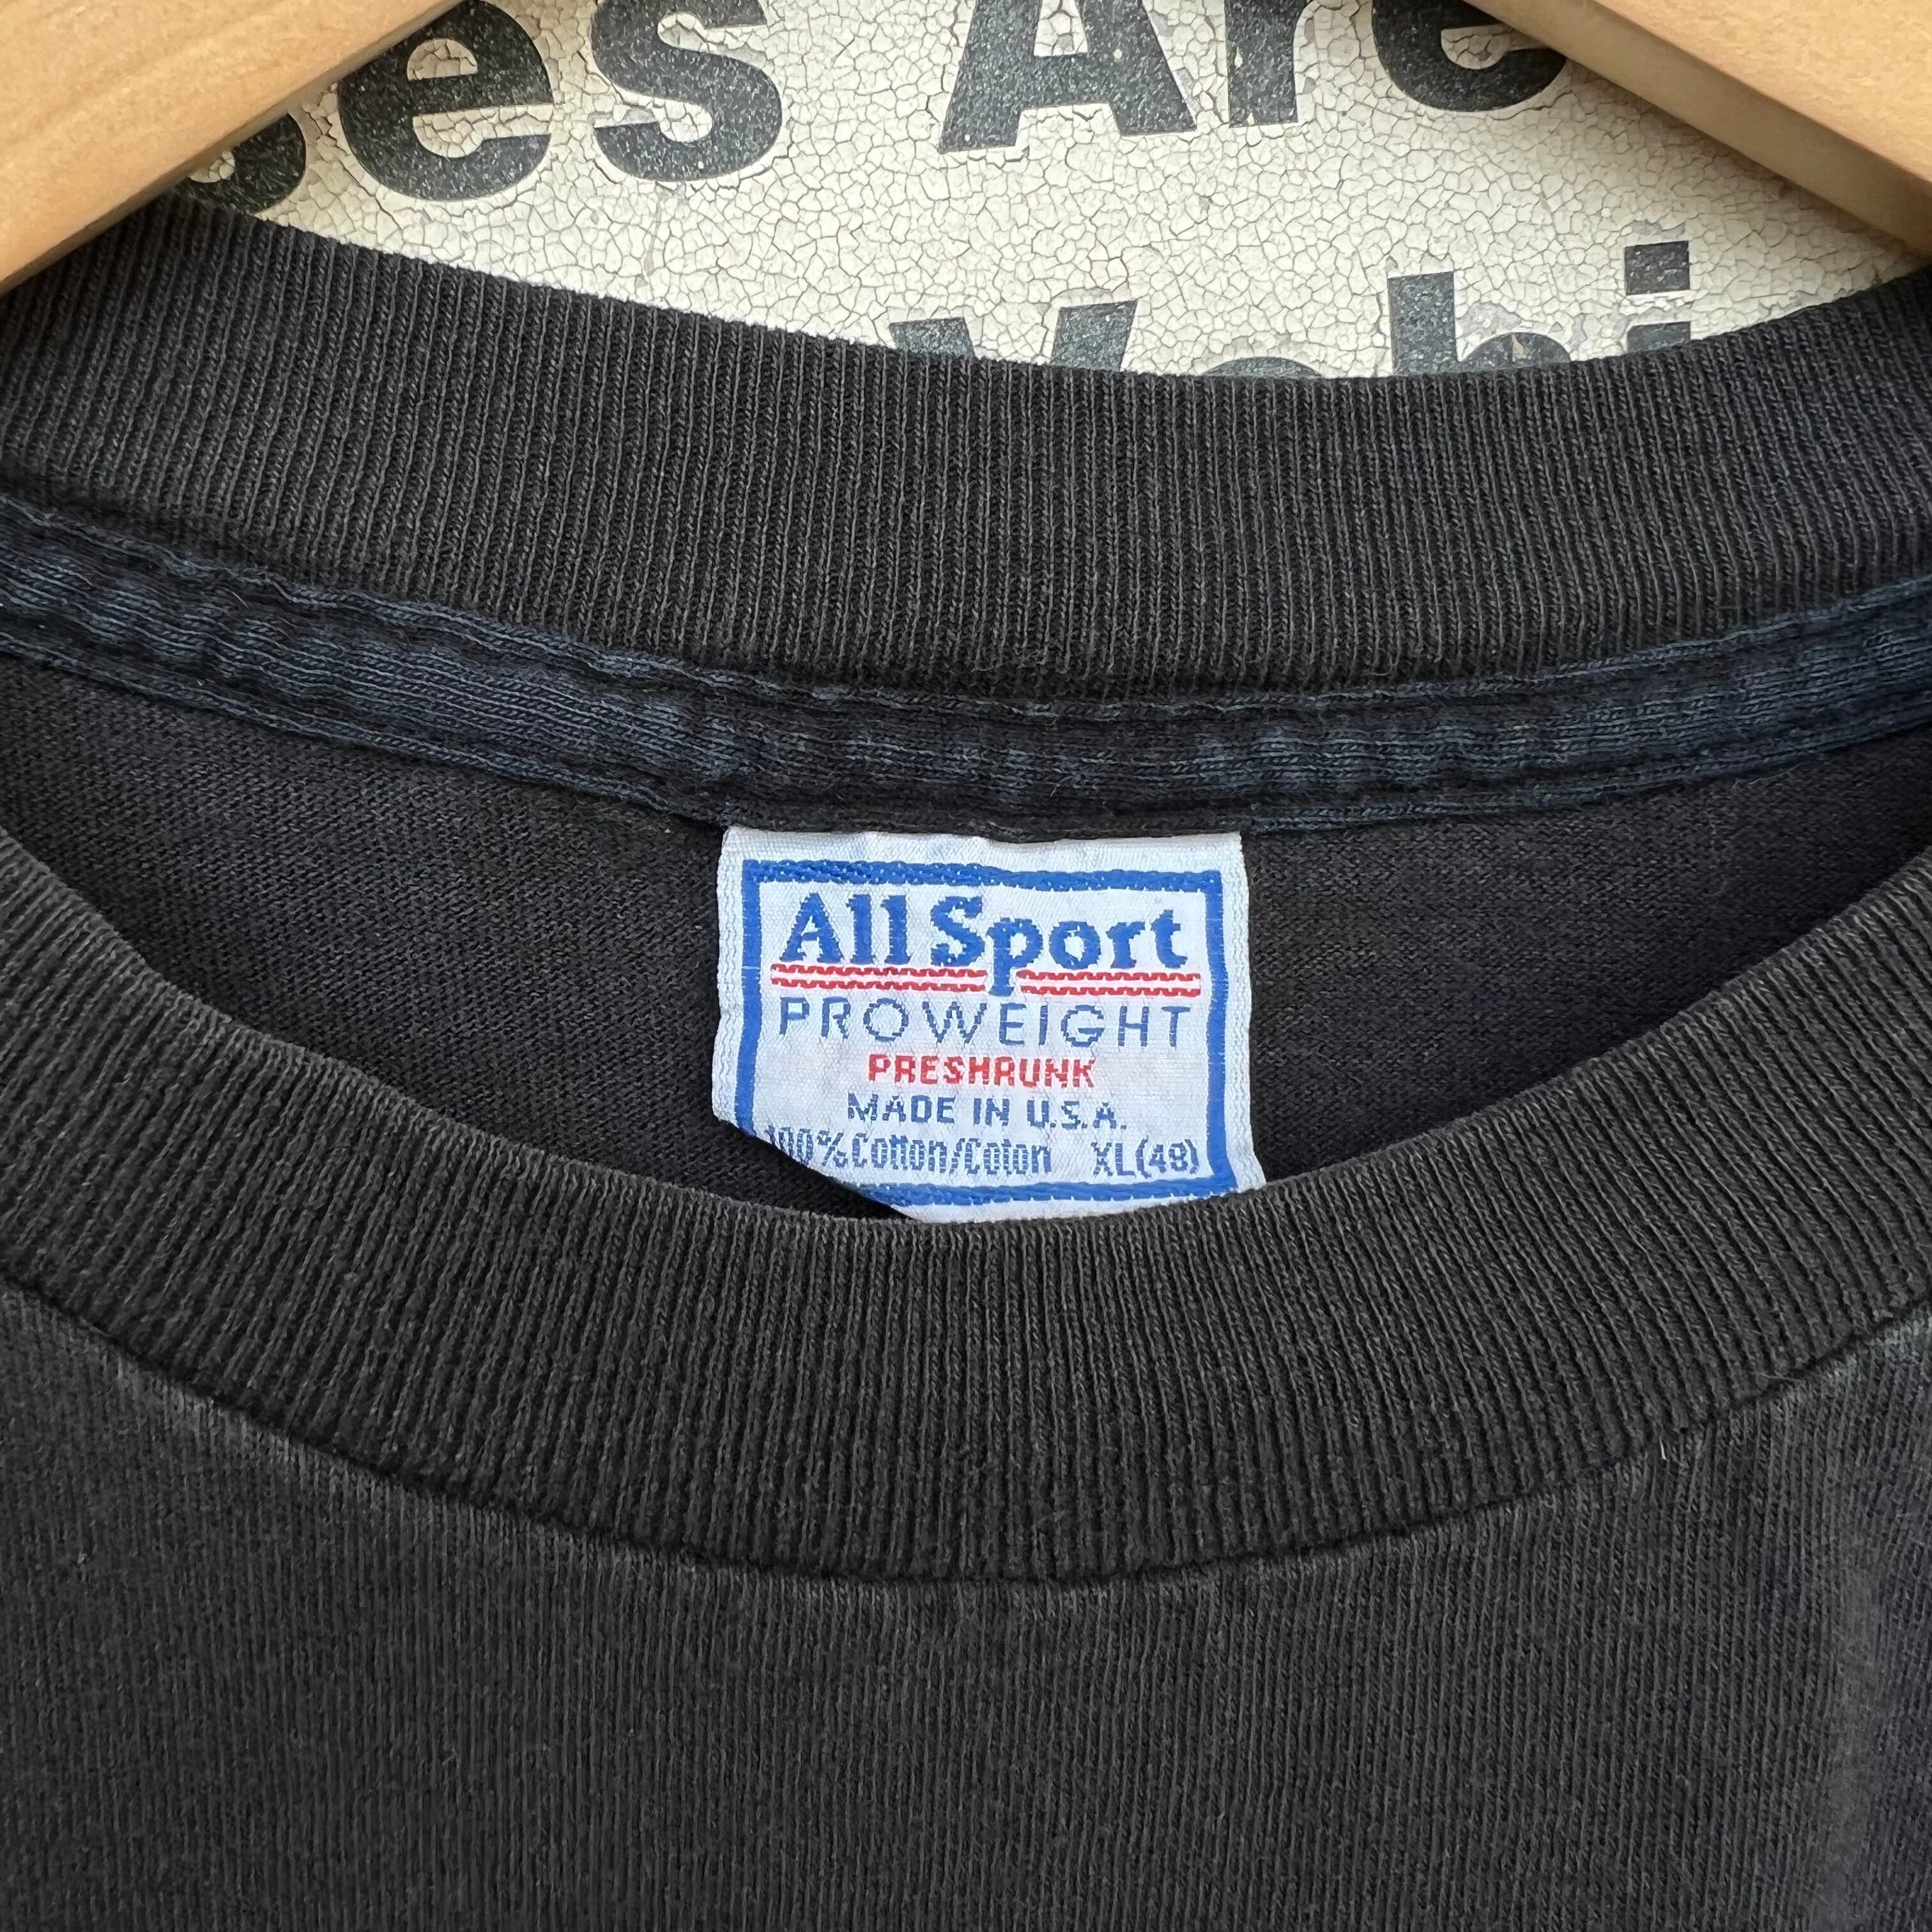 es Are
All Sport
PROWEIGHT
PRESHRUNK
MADE IN U.S.A.
100% Cotton/Coton XL(48)